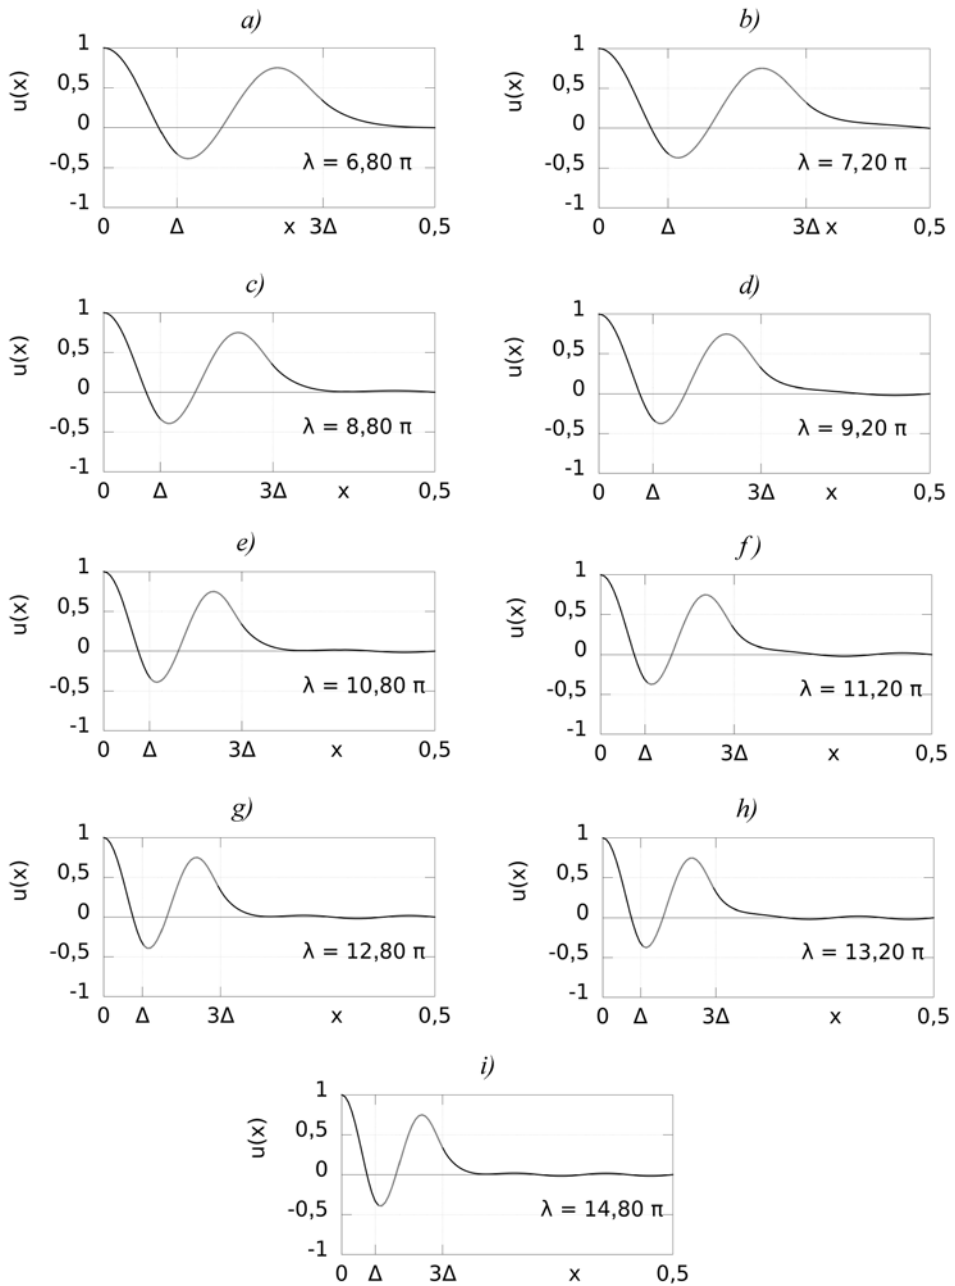 a)
1
0,5
0
-0,5
-1
u(x)
λ = 6,80 π
0 Δ x 3Δ 0,5
b)
1
0,5
0
-0,5
-1
u(x)
λ = 7,20 π
0 Δ 3Δ x 0,5
c)
1
0,5
0
-0,5
-1
u(x)
λ = 8,80 π
0 Δ 3Δ x 0,5
d)
1
0,5
0
-0,5
-1
u(x)
λ = 9,20 π
0 Δ 3Δ x 0,5
e)
1
0,5
0
-0,5
-1
u(x)
λ = 10,80 π
0 Δ 3Δ x 0,5
f)
1
0,5
0
-0,5
-1
u(x)
λ = 11,20 π
0 Δ 3Δ x 0,5
g)
1
0,5
0
-0,5
-1
u(x)
λ = 12,80 π
0 Δ 3Δ x 0,5
h)
1
0,5
0
-0,5
-1
u(x)
λ = 13,20 π
0 Δ 3Δ x 0,5
i)
1
0,5
0
-0,5
-1
u(x)
λ = 14,80 π
0 Δ 3Δ x 0,5